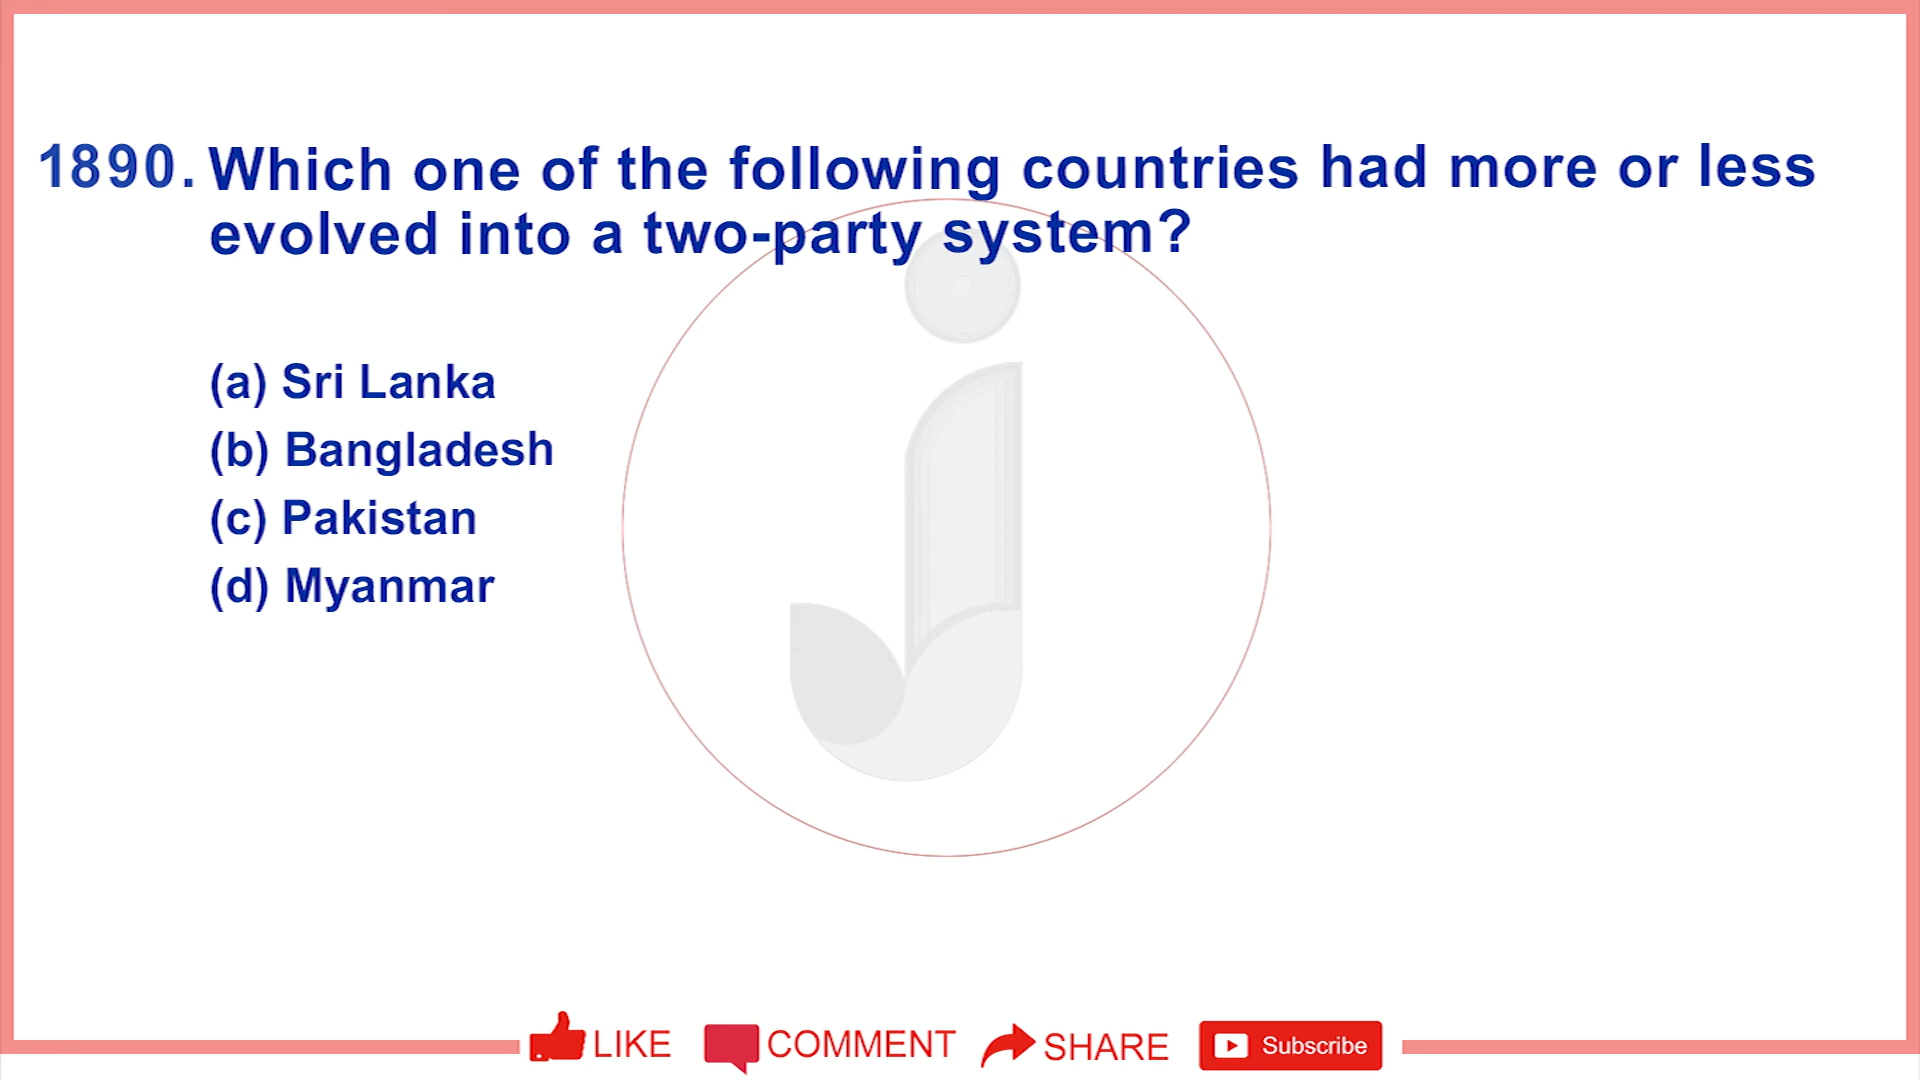 1890. Which one of the following countries had more or less
evolved into a two-party system?
(a) Sri Lanka
(b) Bangladesh
(c) Pakistan
(d) Myanmar
LIKE COMMENT SHARE Subscribe